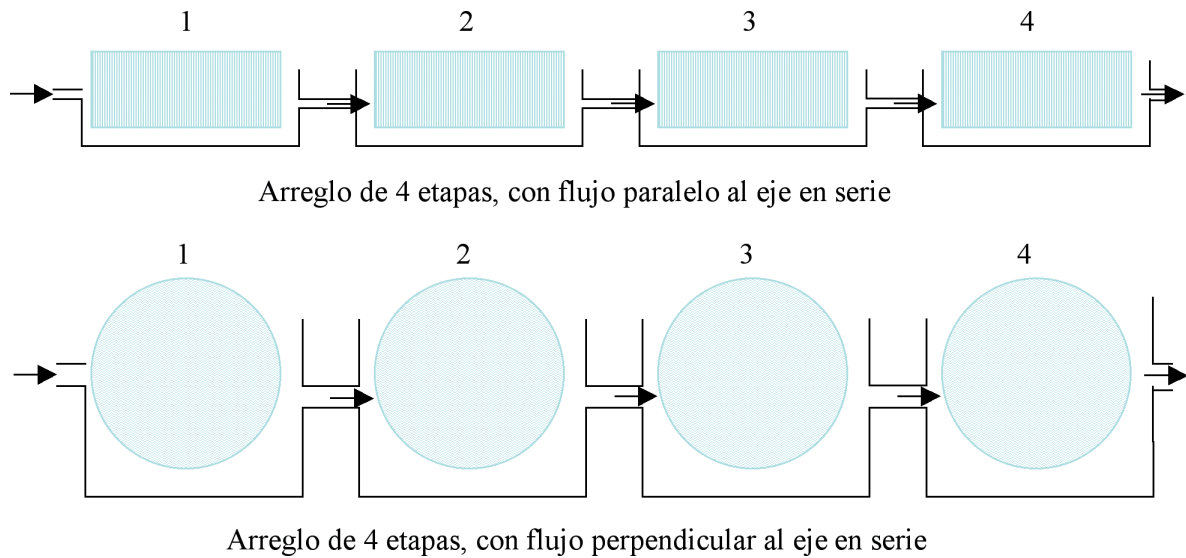 1 2 3 4
Arreglo de 4 etapas, con flujo paralelo al eje en serie
1 2 3 4
Arreglo de 4 etapas, con flujo perpendicular al eje en serie